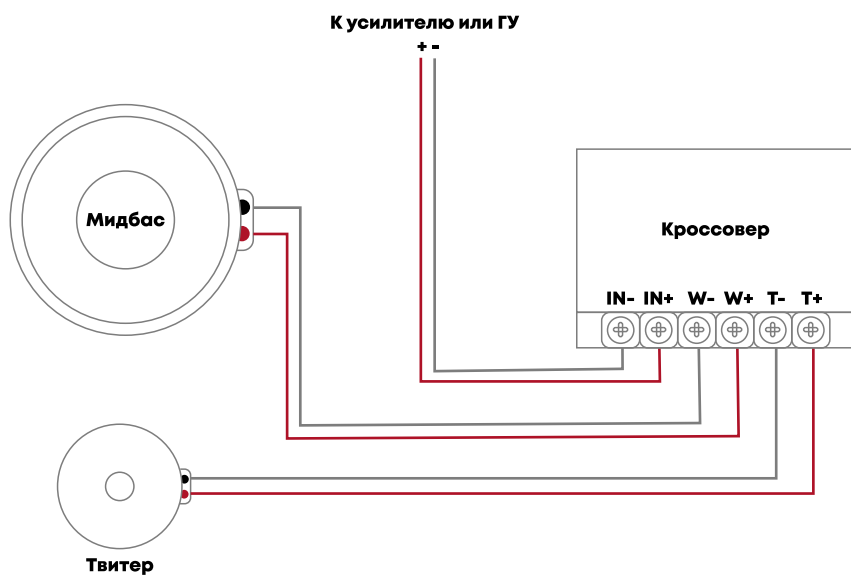 К усилителю или ГУ
+ -
Мидбас
Кроссовер
IN- IN+ W- W+ T- T+
Твитер